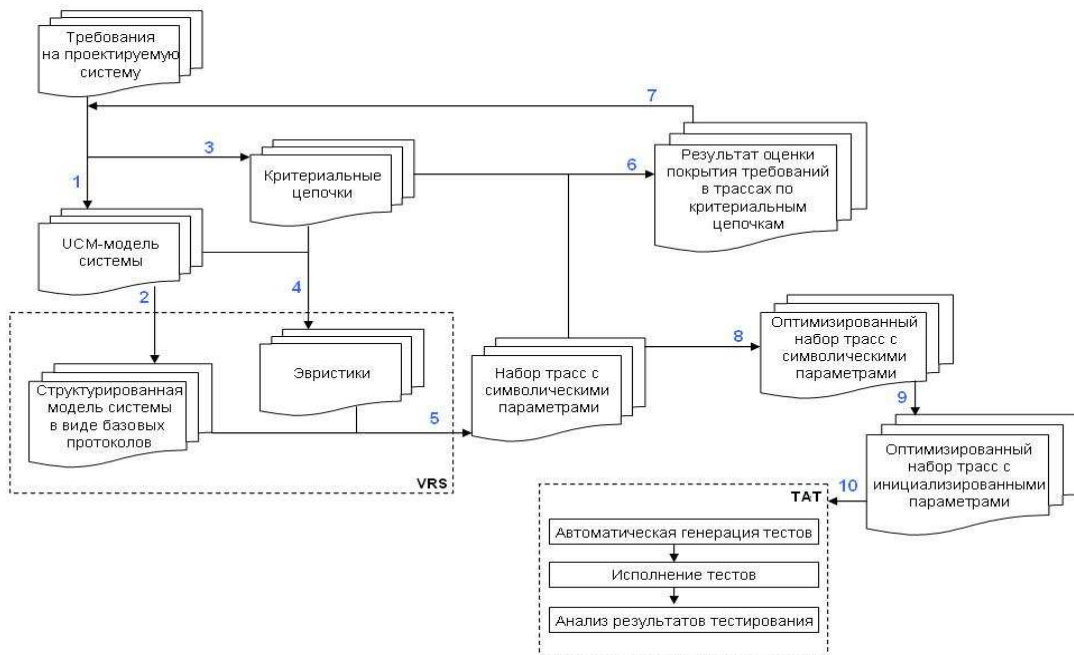 Требования
на проектируемую
систему
7
3
Критериальные
цепочки
6
Результат оценки
покрытия требований
в трассах по
критериальным
цепочкам
1
UCM-модель
системы
2
4
Эвристики
Структурированная
модель системы
в виде базовых
протоколов
5
VRS
Набор трасс с
символическими
параметрами
8
Оптимизированный
набор трасс с
символическими
параметрами
9
Оптимизированный
набор трасс с
инициализированными
параметрами
10
TAT
Автоматическая генерация тестов
Исполнение тестов
Анализ результатов тестирования